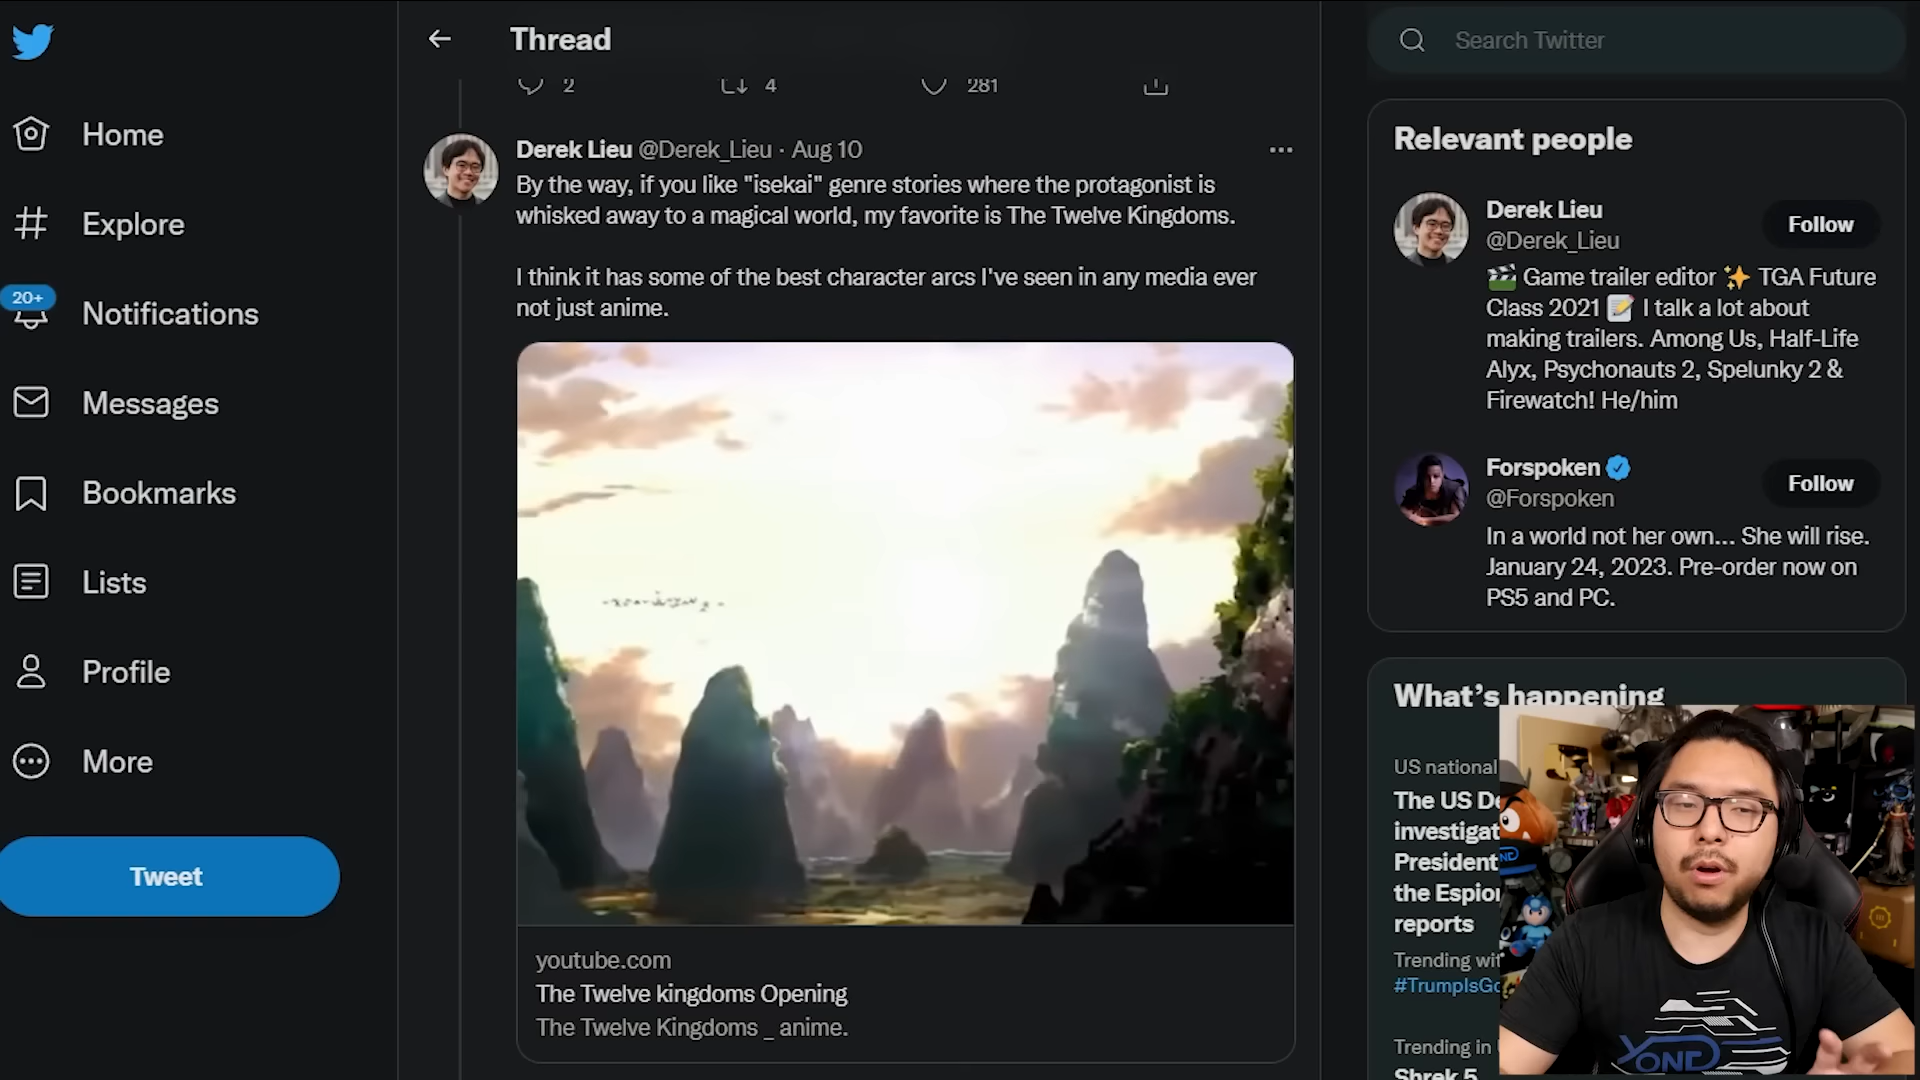 Home
Explore
20+
Notifications
Messages
Bookmarks
Lists
Profile
More
Tweet
Thread
2
4
281
Derek Lieu @Derek_Lieu · Aug 10
By the way, if you like "isekai" genre stories where the protagonist is
whisked away to a magical world, my favorite is The Twelve Kingdoms.
I think it has some of the best character arcs I've seen in any media ever
not just anime.
youtube.com
The Twelve kingdoms Opening
The Twelve Kingdoms _ anime.
Search Twitter
Relevant people
Derek Lieu
@Derek_Lieu
Follow
Game trailer editor ✨ TGA Future
Class 2021 📝 I talk a lot about
making trailers. Among Us, Half-Life
Alyx, Psychonauts 2, Spelunky 2 &
Firewatch! He/him
Forspoken
@Forspoken
Follow
In a world not her own... She will rise.
January 24, 2023. Pre-order now on
PS5 and PC.
What's happening
US national
The US De
investigat
President
the Espio
reports
Trending wit
#TrumpIsGo
Trending in
Shrek 5
YOND